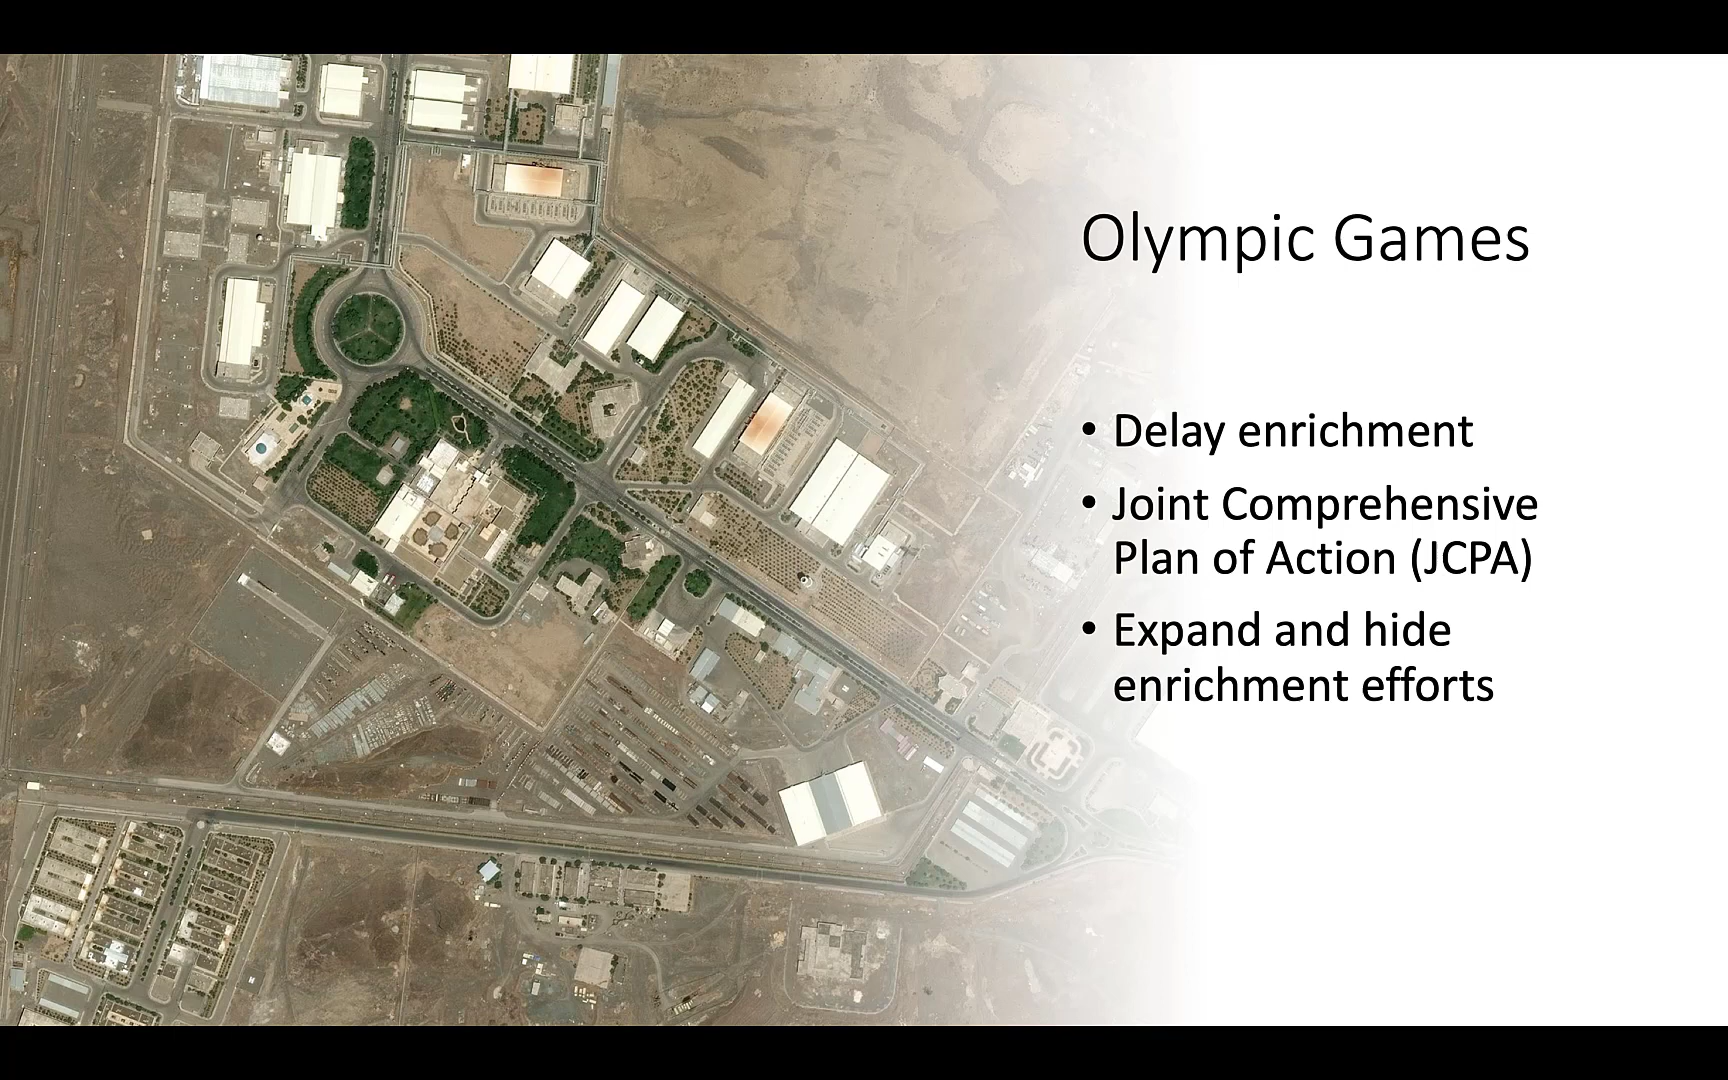 Olympic Games
• Delay enrichment
• Joint Comprehensive
Plan of Action (JCPA)
• Expand and hide
enrichment efforts